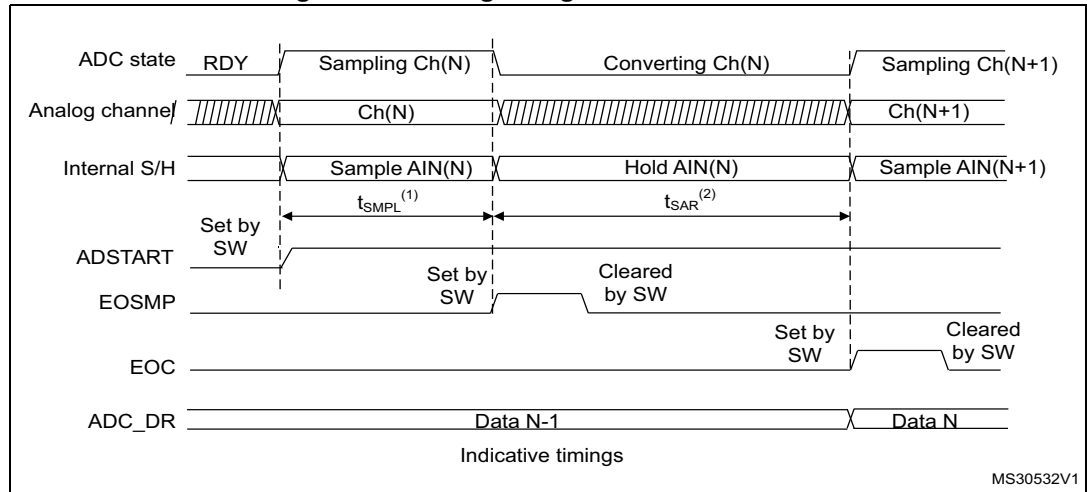 ADC state RDY Sampling Ch(N) Converting Ch(N) Sampling Ch(N+1)
Analog channel Ch(N) Ch(N+1)
Internal S/H Sample AIN(N) Hold AIN(N) Sample AIN(N+1)
tSMPL(1) tSAR(2)
Set by
SW
ADSTART
Set by
SW
Cleared
by SW
EOSMP
Set by
SW
Cleared
by SW
EOC
ADC_DR Data N-1 Data N
Indicative timings
MS30532V1